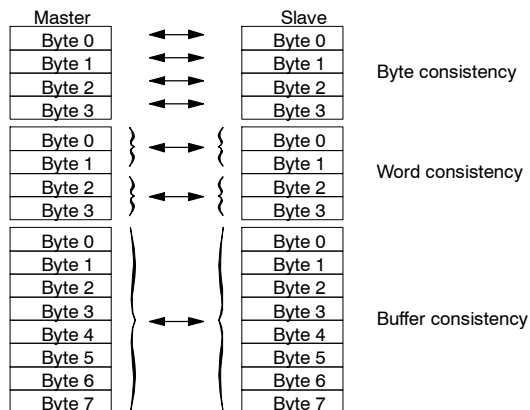 Master Slave
Byte 0 Byte 0
Byte 1 Byte 1
Byte 2 Byte 2
Byte 3 Byte 3
Byte consistency
Byte 0 Byte 0
Byte 1 Byte 1
Byte 2 Byte 2
Byte 3 Byte 3
Word consistency
Byte 0 Byte 0
Byte 1 Byte 1
Byte 2 Byte 2
Byte 3 Byte 3
Byte 4 Byte 4
Byte 5 Byte 5
Byte 6 Byte 6
Byte 7 Byte 7
Buffer consistency